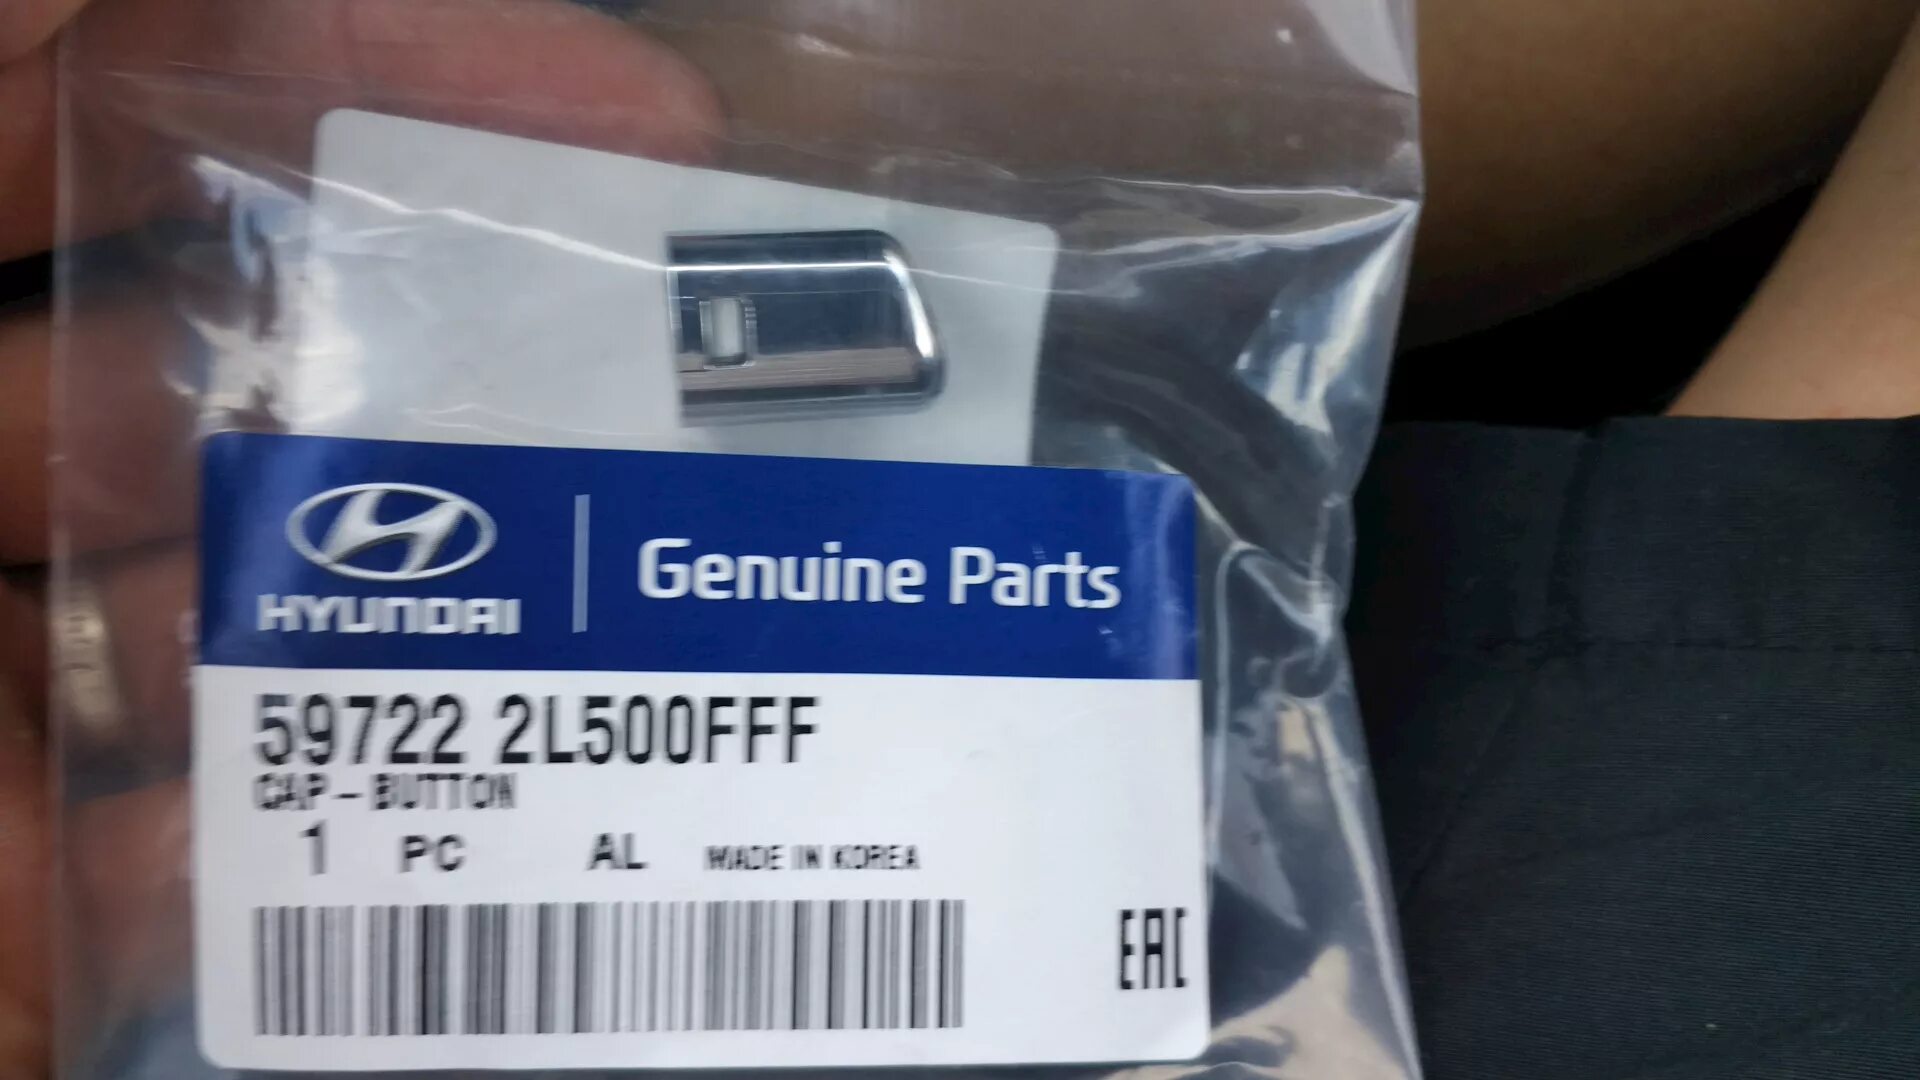 HYUNDAI
Genuine Parts
59722 2L500FFF
CAP-BUTTON
1 PC AL MADE IN KOREA
EAC